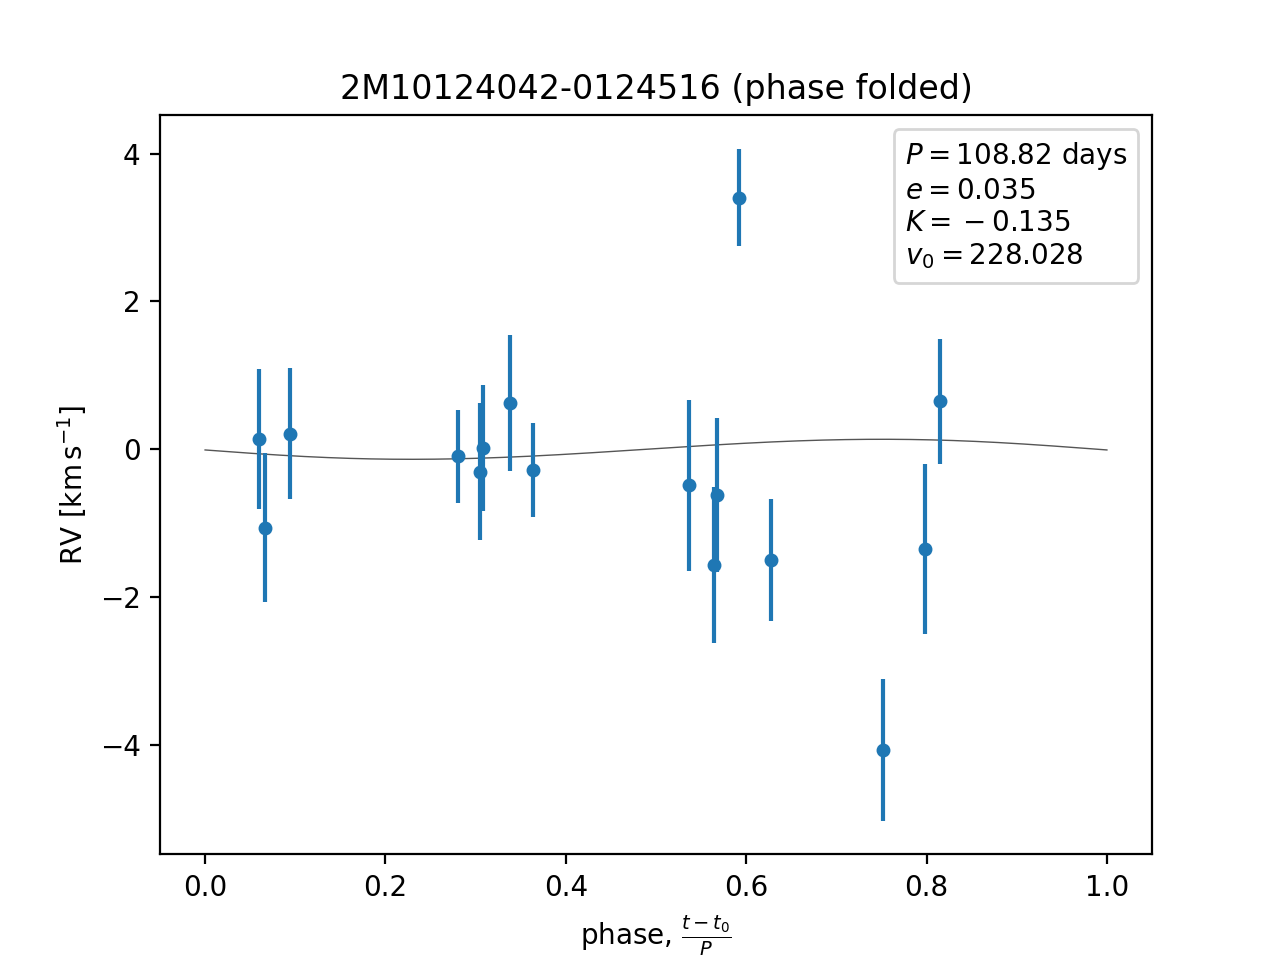 2M10124042-0124516 (phase folded)
P = 108.82 days
e = 0.035
K = −0.135
v₀ = 228.028
4
2
0
−2
−4
RV [km s⁻¹]
0.0 0.2 0.4 0.6 0.8 1.0
phase, (t − t₀)/P